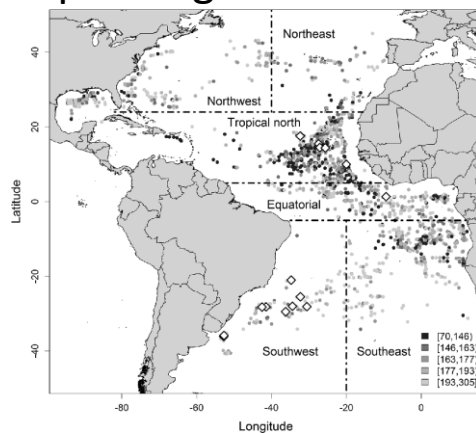 Northeast
Northwest
Tropical north
Equatorial
Southwest
Southeast
[70,146)
[146,163)
[163,177)
[177,193)
[193,305]
40
20
0
-20
-40
-80
-60
-40
-20
0
Latitude
Longitude